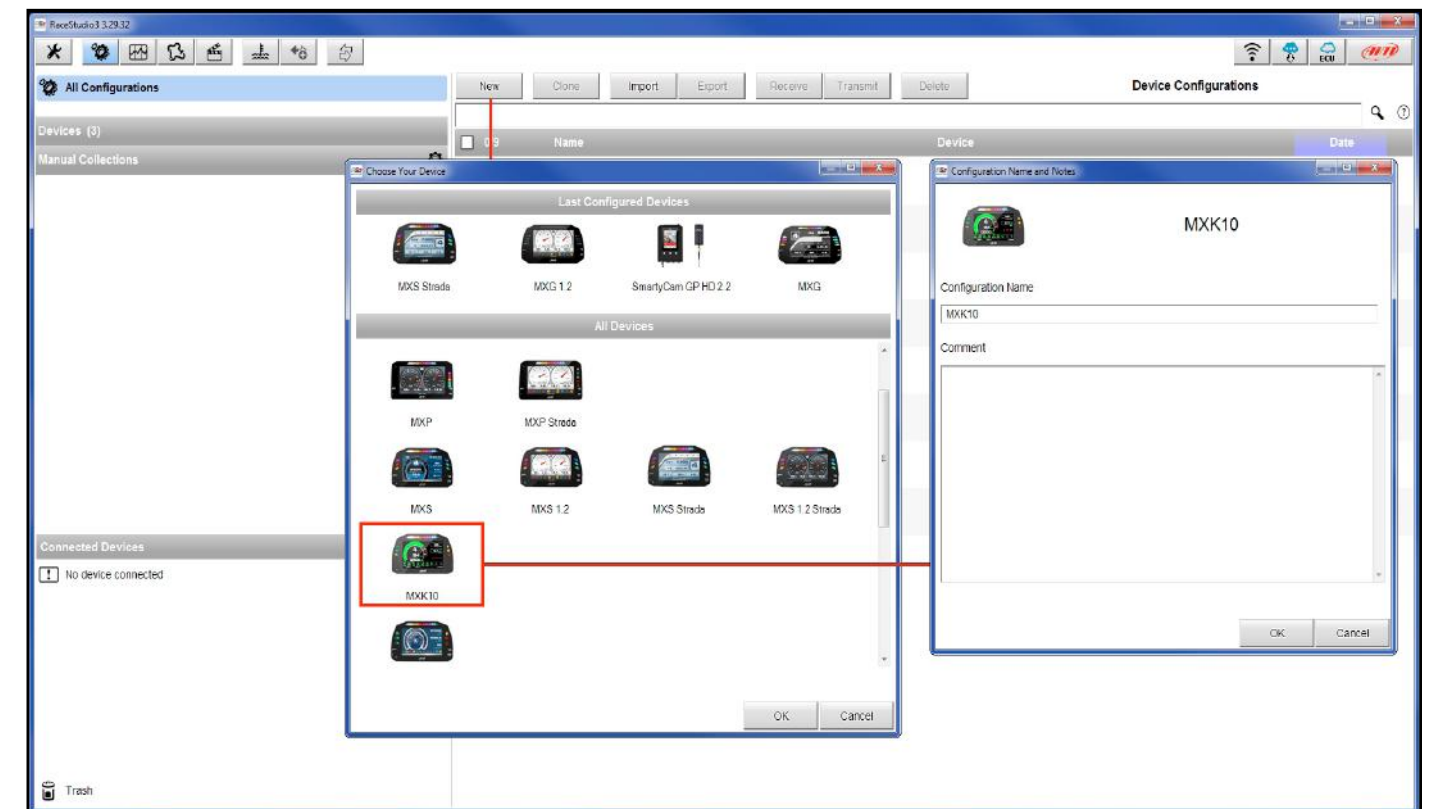 RaceStudio3 3.29.32
ECU
All Configurations
New Clone Import Export Receive Transmit Delete Device Configurations
Devices (3)
Manual Collections
Name Device Date
Choose Your Device
Last Configured Devices
MXS Strada MXG 1.2 SmartyCam GP HD 2.2 MXG
All Devices
MXP MXP Strada
MXS MXS 1.2 MXS Strada MXS 1.2 Strada
MXK10
OK Cancel
Configuration Name and Notes
MXK10
Configuration Name
MXK10
Comment
OK Cancel
Connected Devices
No device connected
Trash